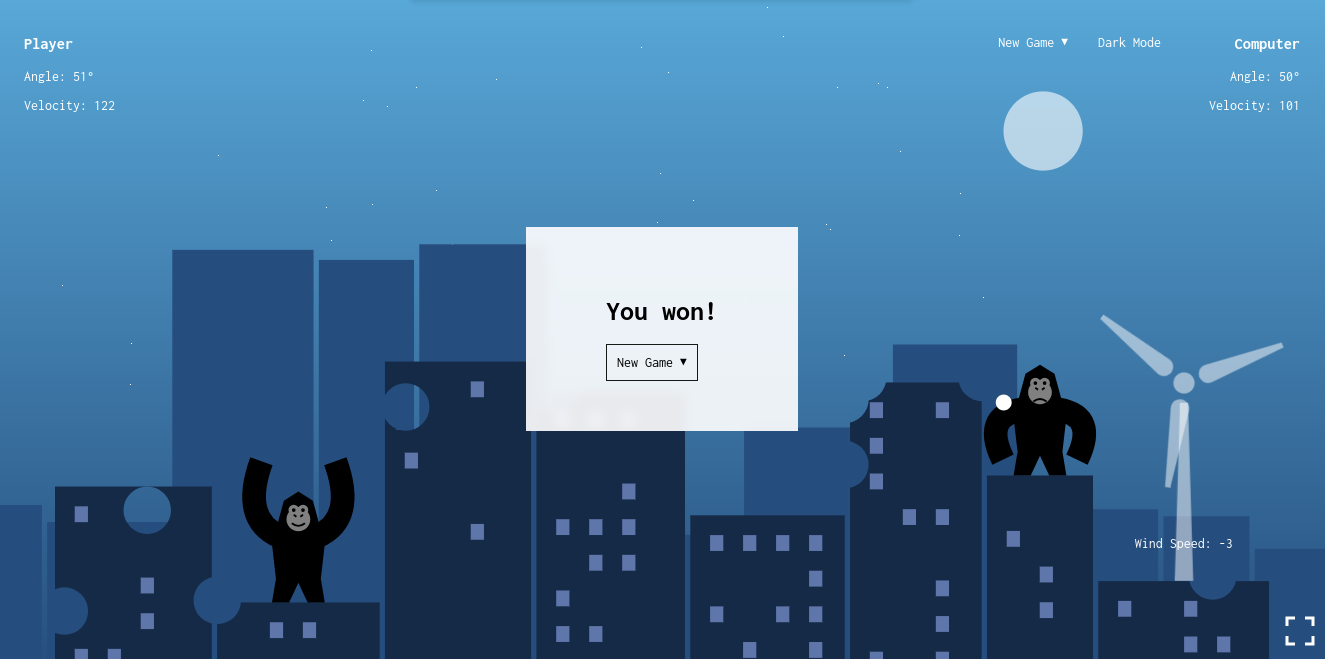 Player
Angle: 51°
Velocity: 122
New Game ▼
Dark Mode
Computer
Angle: 50°
Velocity: 101
You won!
New Game ▼
Wind Speed: -3